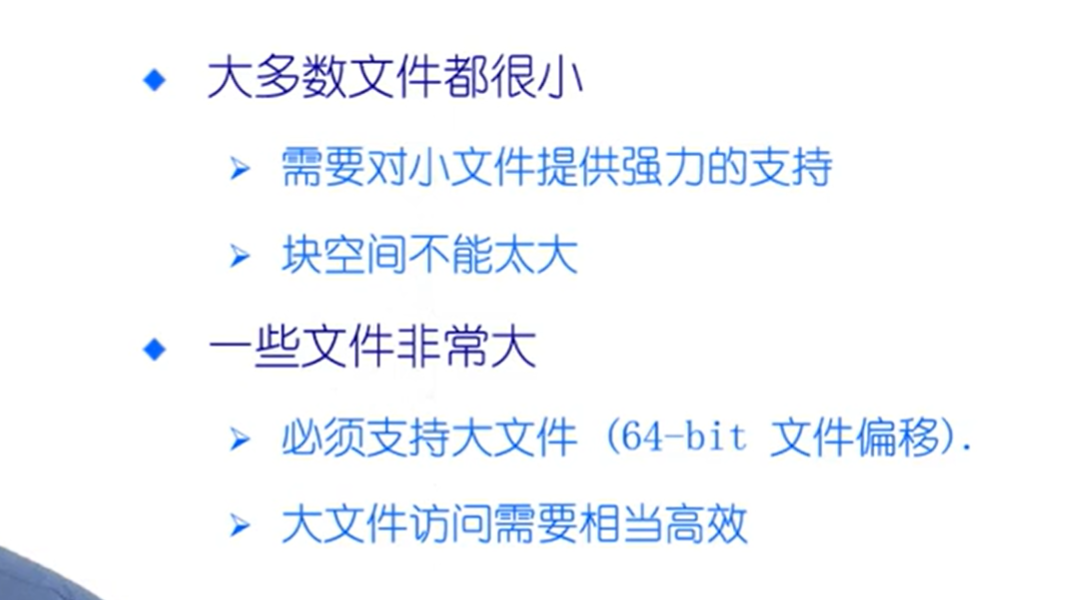 大多数文件都很小
需要对小文件提供强力的支持
块空间不能太大
一些文件非常大
必须支持大文件 (64-bit 文件偏移).
大文件访问需要相当高效